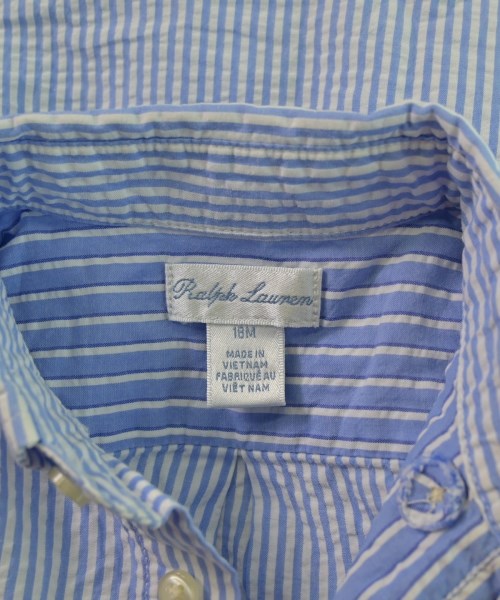 Ralph Lauren
18M
MADE IN
VIETNAM
FABRIQUÉ AU
VIÊT NAM